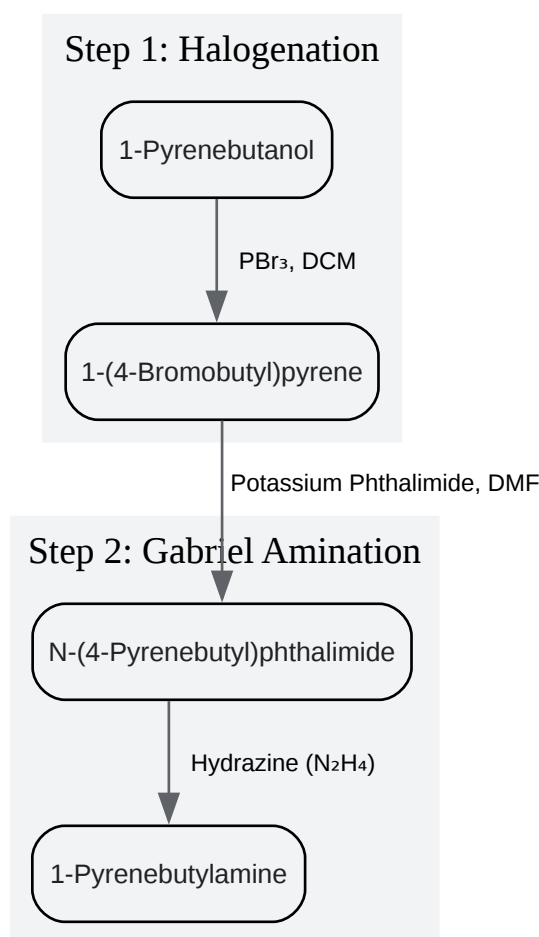 Step 1: Halogenation
1-Pyrenebutanol
PBr₃, DCM
1-(4-Bromobutyl)pyrene
Potassium Phthalimide, DMF
Step 2: Gabriel Amination
N-(4-Pyrenebutyl)phthalimide
Hydrazine (N₂H₄)
1-Pyrenebutylamine